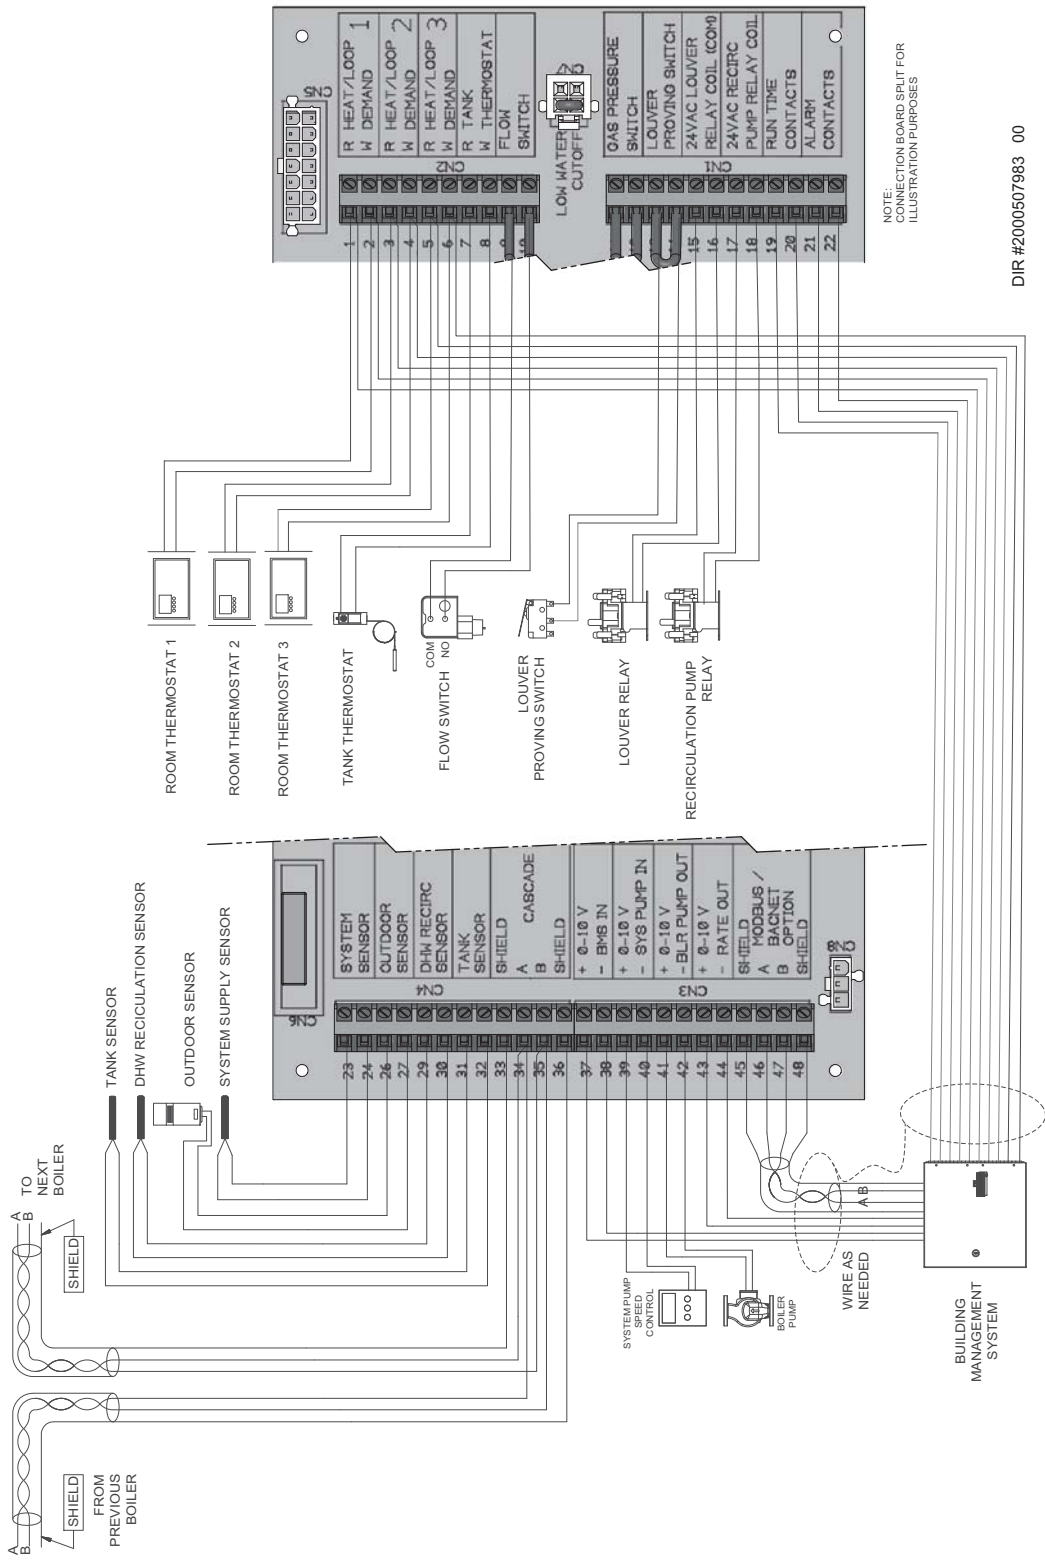 A
B
SHIELD
FROM
PREVIOUS
BOILER
A
B
TO
NEXT
BOILER
SHIELD
TANK SENSOR
DHW RECICULATION SENSOR
OUTDOOR SENSOR
SYSTEM SUPPLY SENSOR
ROOM THERMOSTAT 1
ROOM THERMOSTAT 2
ROOM THERMOSTAT 3
TANK THERMOSTAT
FLOW SWITCH
COM
NO
LOUVER
PROVING SWITCH
LOUVER RELAY
RECIRCULATION PUMP
RELAY
SYSTEM PUMP
SPEED
CONTROL
BOILER
PUMP
WIRE AS
NEEDED
A B
BUILDING
MANAGEMENT
SYSTEM
CN6
CN4
23 SYSTEM
24 SENSOR
26 OUTDOOR
27 SENSOR
29 DHW RECIRC
30 SENSOR
31 TANK
32 SENSOR
33 SHIELD
34 A
CASCADE
35 B
36 SHIELD
CN3
37 + 0-10 V
38 - BMS IN
39 + 0-10 V
40 - SYS PUMP IN
41 + 0-10 V
42 - BLR PUMP OUT
43 + 0-10 V
44 - RATE OUT
45 SHIELD
46 A MODBUS /
BACNET
47 B OPTION
48 SHIELD
CN8
CN5
CN2
1 R HEAT/LOOP 1
2 W DEMAND
3 R HEAT/LOOP 2
4 W DEMAND
5 R HEAT/LOOP 3
6 W DEMAND
7 R TANK
8 W THERMOSTAT
9 FLOW
10 SWITCH
LOW WATER
CUTOFF
CN7
CN1
GAS PRESSURE
SWITCH
LOUVER
PROVING SWITCH
15 24VAC LOUVER
16 RELAY COIL (COM)
17 24VAC RECIRC
18 PUMP RELAY COIL
19 RUN TIME
20 CONTACTS
21 ALARM
22 CONTACTS
NOTE:
CONNECTION BOARD SPLIT FOR
ILLUSTRATION PURPOSES
DIR #2000507983 00